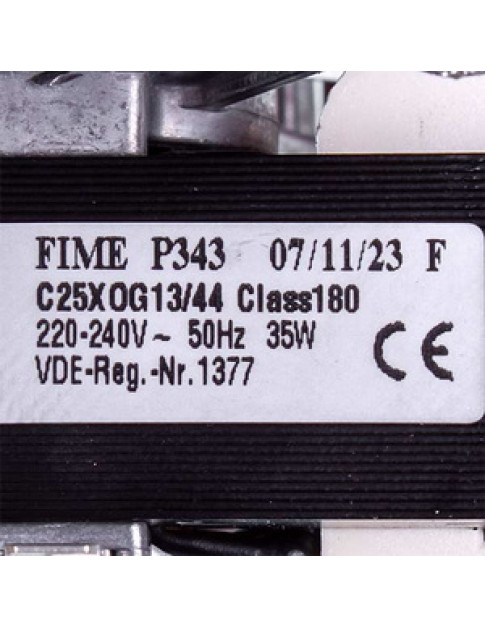 FIME P343 07/11/23 F
C25XOG13/44 Class180
220-240V~ 50Hz 35W
VDE-Reg.-Nr.1377
CE